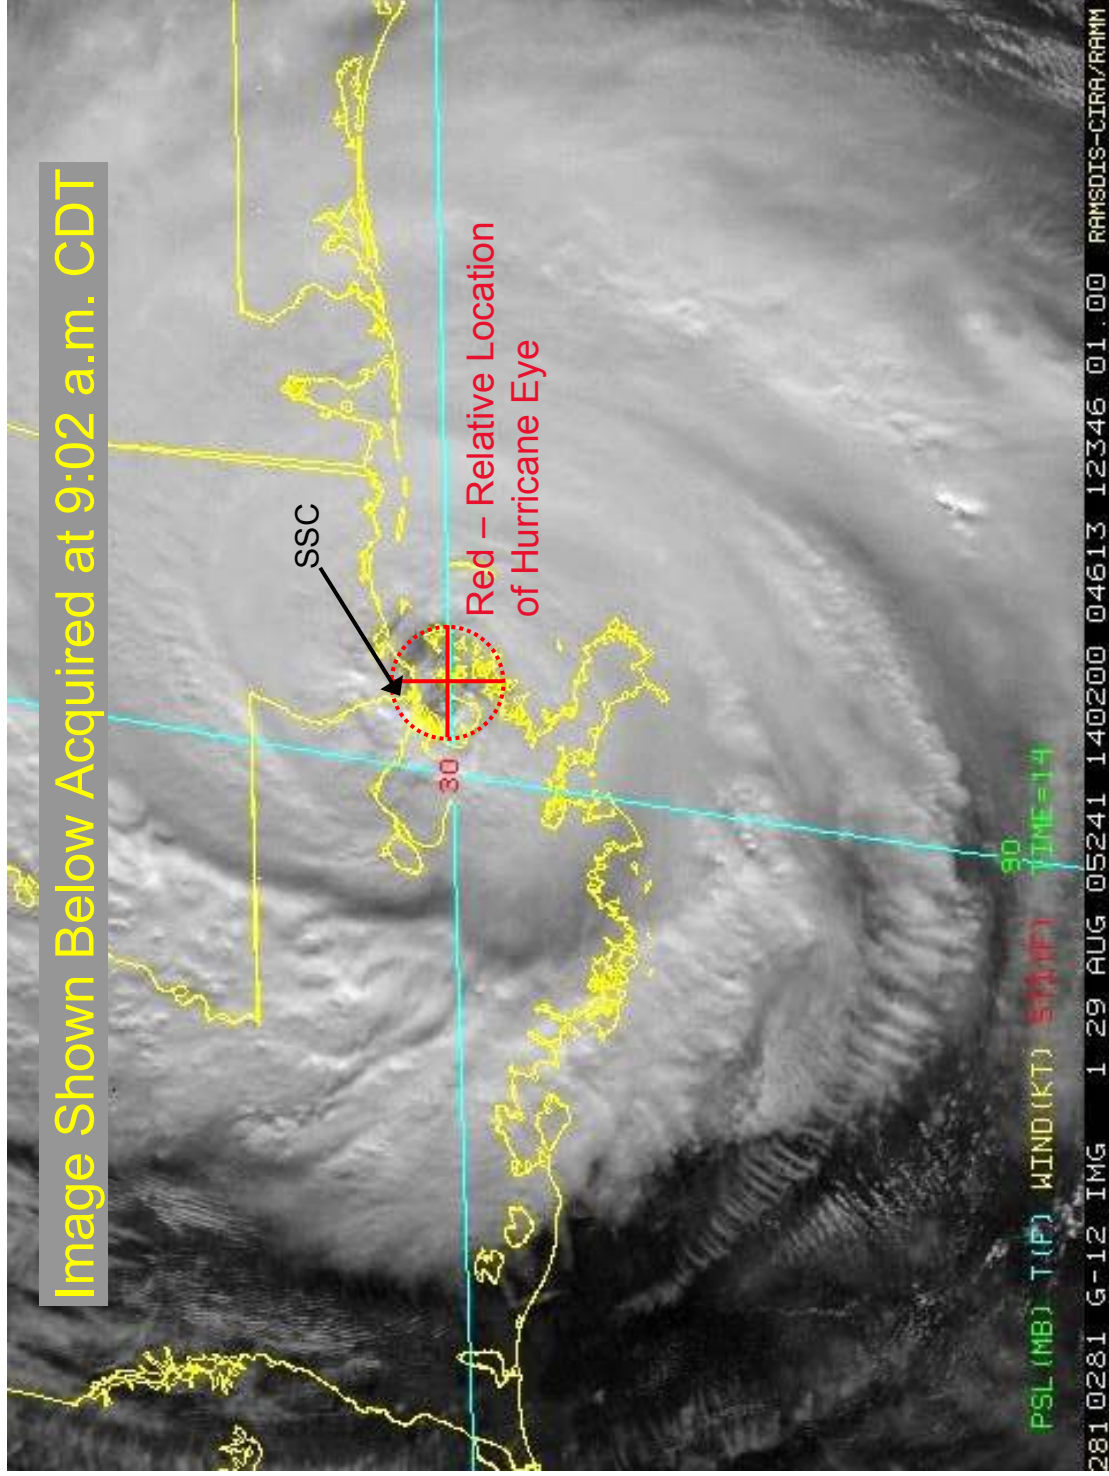 Image Shown Below Acquired at 9:02 a.m. CDT
SSC
Red – Relative Location
of Hurricane Eye
30
90
PSL(MB) T(F) WIND(KT) TIME=14
281 0281 G-12 IMG 1 29 AUG 05241 140200 04613 12346 01.00 RAMSDIS-CIRA/RAMM